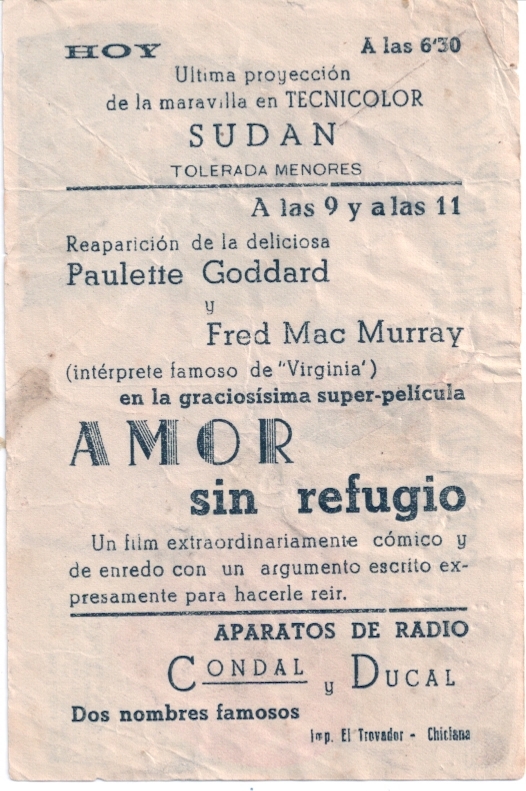 HOY A las 6'30
Ultima proyección
de la maravilla en TECNICOLOR
SUDAN
TOLERADA MENORES
A las 9 y a las 11
Reaparición de la deliciosa
Paulette Goddard
y
Fred Mac Murray
(intérprete famoso de "Virginia')
en la graciosísima super-película
AMOR
sin refugio
Un film extraordinariamente cómico y
de enredo con un argumento escrito ex-
presamente para hacerle reir.
APARATOS DE RADIO
CONDAL y DUCAL
Dos nombres famosos
Imp. El Trovador - Chiclana